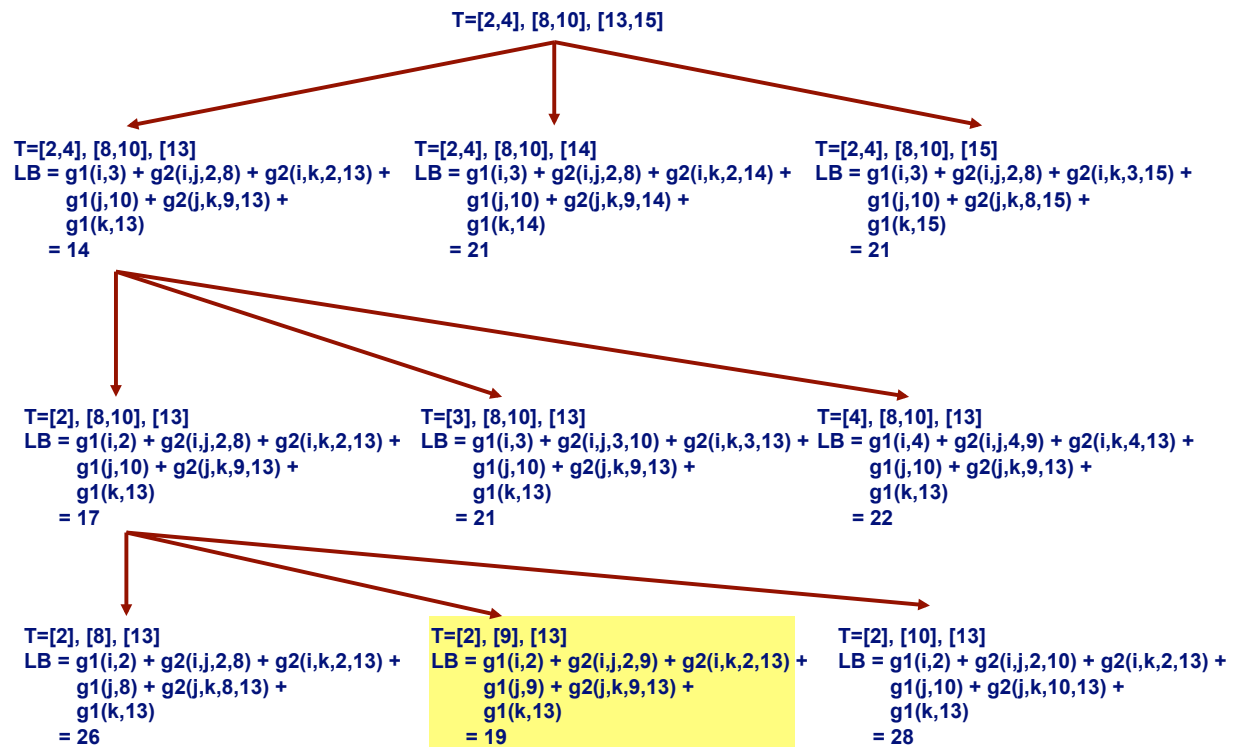 T=[2,4], [8,10], [13,15]
T=[2,4], [8,10], [13]
LB = g1(i,3) + g2(i,j,2,8) + g2(i,k,2,13) +
g1(j,10) + g2(j,k,9,13) +
g1(k,13)
= 14
T=[2,4], [8,10], [14]
LB = g1(i,3) + g2(i,j,2,8) + g2(i,k,2,14) +
g1(j,10) + g2(j,k,9,14) +
g1(k,14)
= 21
T=[2,4], [8,10], [15]
LB = g1(i,3) + g2(i,j,2,8) + g2(i,k,3,15) +
g1(j,10) + g2(j,k,8,15) +
g1(k,15)
= 21
T=[2], [8,10], [13]
LB = g1(i,2) + g2(i,j,2,8) + g2(i,k,2,13) +
g1(j,10) + g2(j,k,9,13) +
g1(k,13)
= 17
T=[3], [8,10], [13]
LB = g1(i,3) + g2(i,j,3,10) + g2(i,k,3,13) +
g1(j,10) + g2(j,k,9,13) +
g1(k,13)
= 21
T=[4], [8,10], [13]
LB = g1(i,4) + g2(i,j,4,9) + g2(i,k,4,13) +
g1(j,10) + g2(j,k,9,13) +
g1(k,13)
= 22
T=[2], [8], [13]
LB = g1(i,2) + g2(i,j,2,8) + g2(i,k,2,13) +
g1(j,8) + g2(j,k,8,13) +
g1(k,13)
= 26
T=[2], [9], [13]
LB = g1(i,2) + g2(i,j,2,9) + g2(i,k,2,13) +
g1(j,9) + g2(j,k,9,13) +
g1(k,13)
= 19
T=[2], [10], [13]
LB = g1(i,2) + g2(i,j,2,10) + g2(i,k,2,13) +
g1(j,10) + g2(j,k,10,13) +
g1(k,13)
= 28